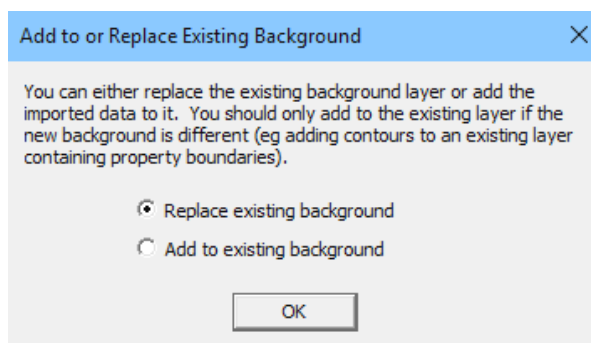 Add to or Replace Existing Background
You can either replace the existing background layer or add the
imported data to it.  You should only add to the existing layer if the
new background is different (eg adding contours to an existing layer
containing property boundaries).
Replace existing background
Add to existing background
OK